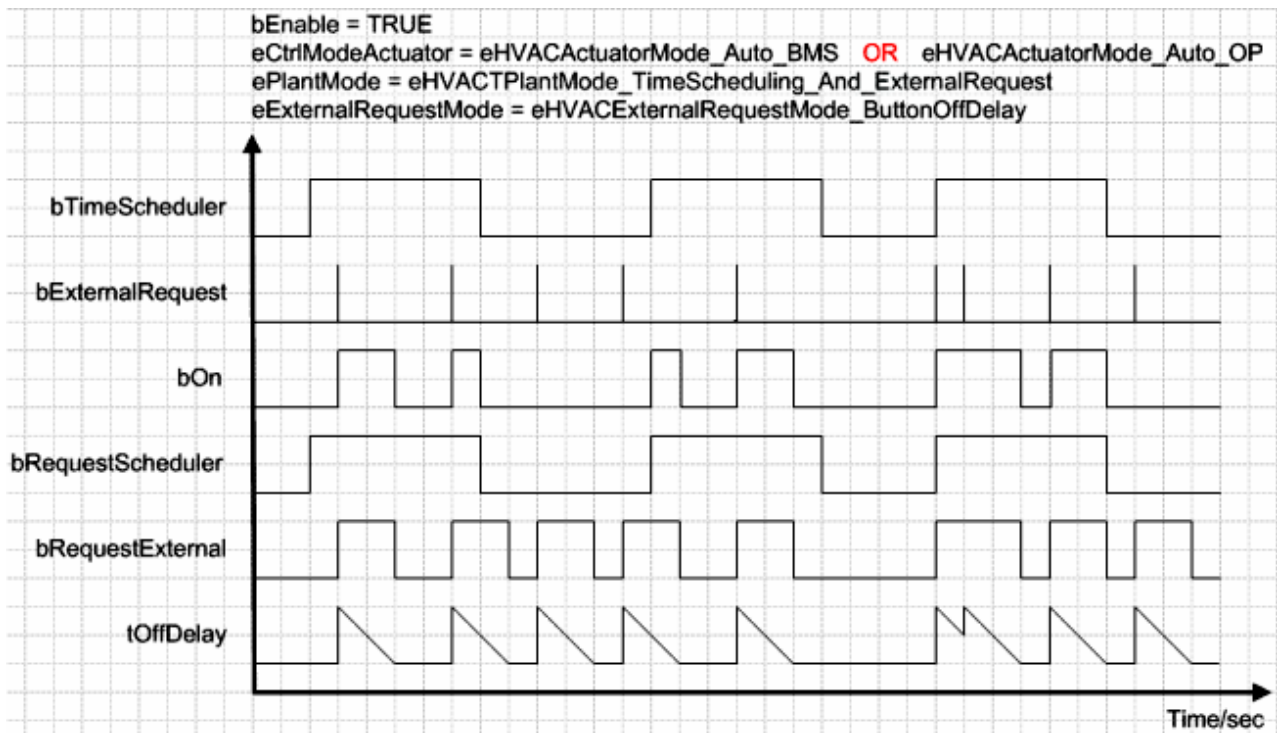 bEnable = TRUE
eCtrlModeActuator = eHVACActuatorMode_Auto_BMS OR eHVACActuatorMode_Auto_OP
ePlantMode = eHVACTPlantMode_TimeScheduling_And_ExternalRequest
eExternalRequestMode = eHVACExternalRequestMode_ButtonOffDelay
bTimeScheduler
bExternalRequest
bOn
bRequestScheduler
bRequestExternal
tOffDelay
Time/sec